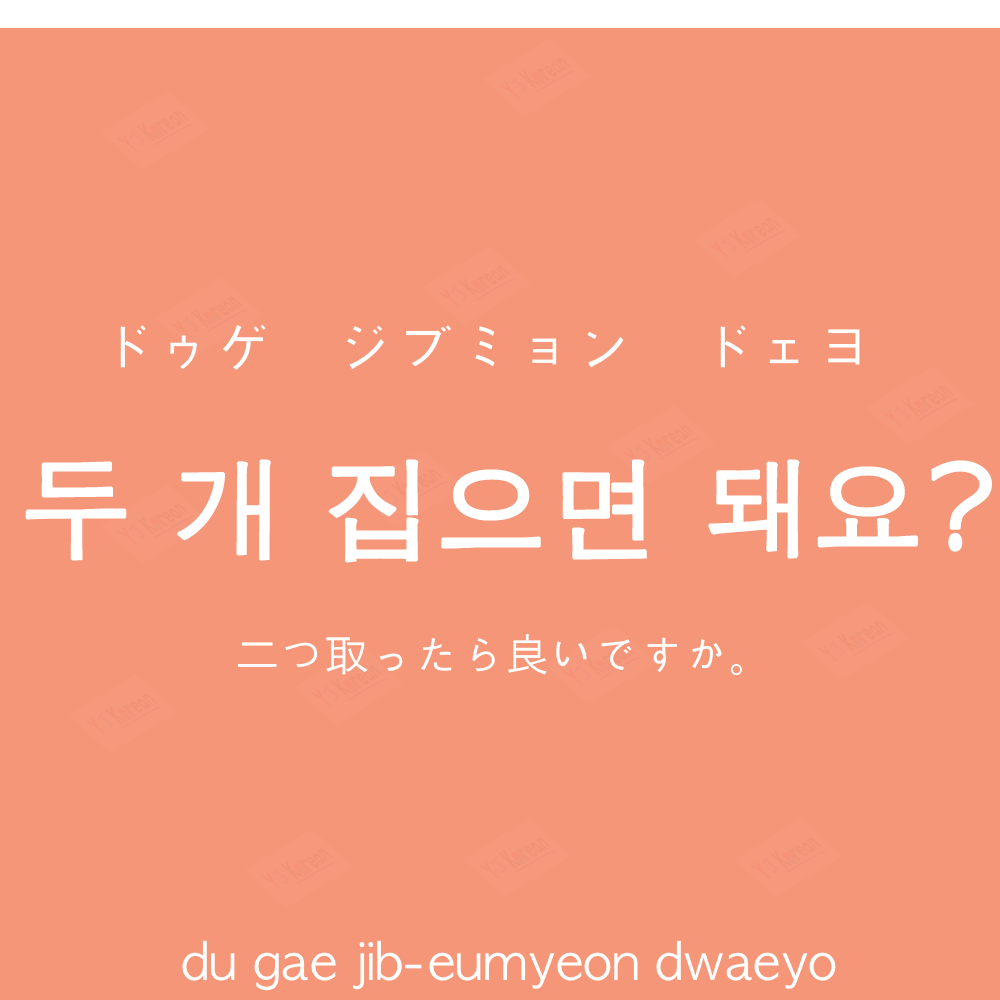 ドゥゲ ジブミョン ドェヨ
두 개 집으면 돼요?
二つ取ったら良いですか。
du gae jib-eumyeon dwaeyo